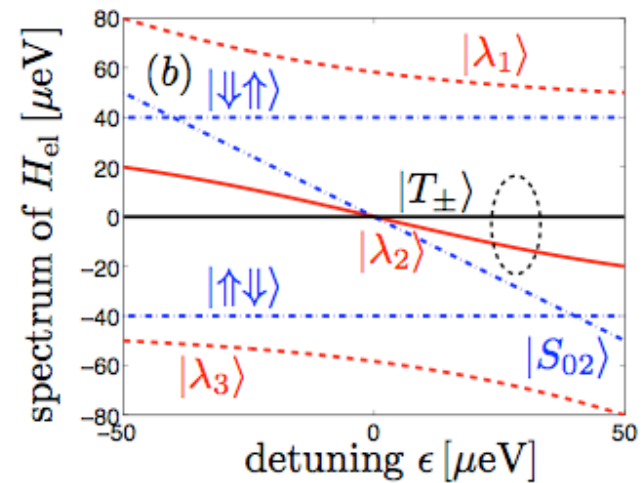 spectrum of H_el [μeV]
80
60
40
20
0
−20
−40
−60
−80
(b)
|λ₁⟩
|⇓⇑⟩
|T±⟩
|λ₂⟩
|⇑⇓⟩
|S₀₂⟩
|λ₃⟩
−50
0
50
detuning ϵ [μeV]